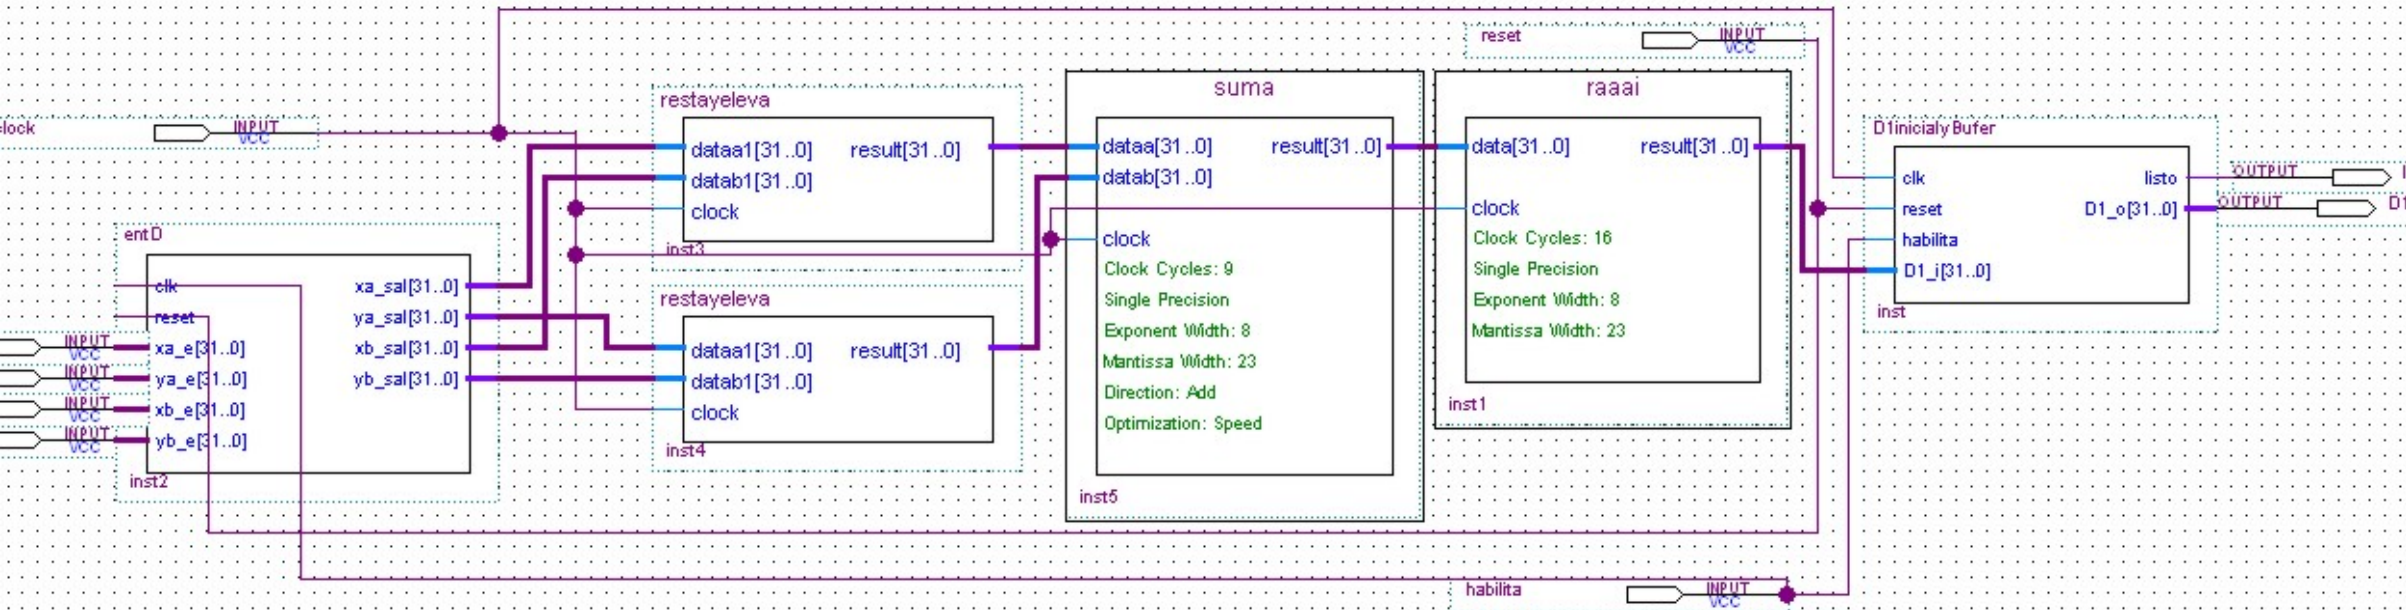 reset
INPUT
VCC
suma
raaai
restayeleva
dataa1[31..0]
result[31..0]
datab1[31..0]
clock
inst3
dataa[31..0]
result[31..0]
datab[31..0]
clock
Clock Cycles: 9
Single Precision
Exponent Width: 8
Mantissa Width: 23
Direction: Add
Optimization: Speed
inst5
data[31..0]
result[31..0]
clock
Clock Cycles: 16
Single Precision
Exponent Width: 8
Mantissa Width: 23
inst1
D1inicialyBufer
clk
listo
reset
D1_o[31..0]
habilita
D1_i[31..0]
inst
OUTPUT
OUTPUT
D1
clock
INPUT
VCC
entD
clk
xa_sal[31..0]
reset
ya_sal[31..0]
xa_e[31..0]
xb_sal[31..0]
ya_e[31..0]
yb_sal[31..0]
xb_e[31..0]
yb_e[31..0]
inst2
INPUT
VCC
INPUT
VCC
INPUT
VCC
INPUT
VCC
restayeleva
dataa1[31..0]
result[31..0]
datab1[31..0]
clock
inst4
habilita
INPUT
VCC